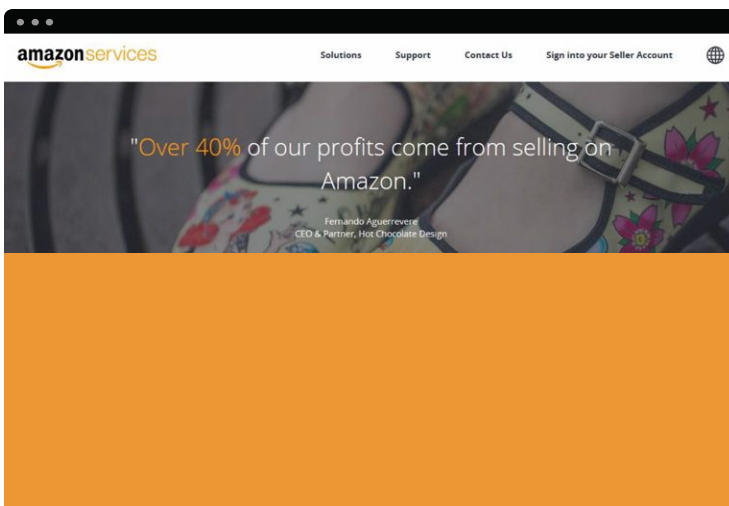 amazonservices
Solutions Support Contact Us Sign into your Seller Account
"Over 40% of our profits come from selling on
Amazon."
Fernando Aguerrevere
CEO & Partner, Hot Chocolate Design